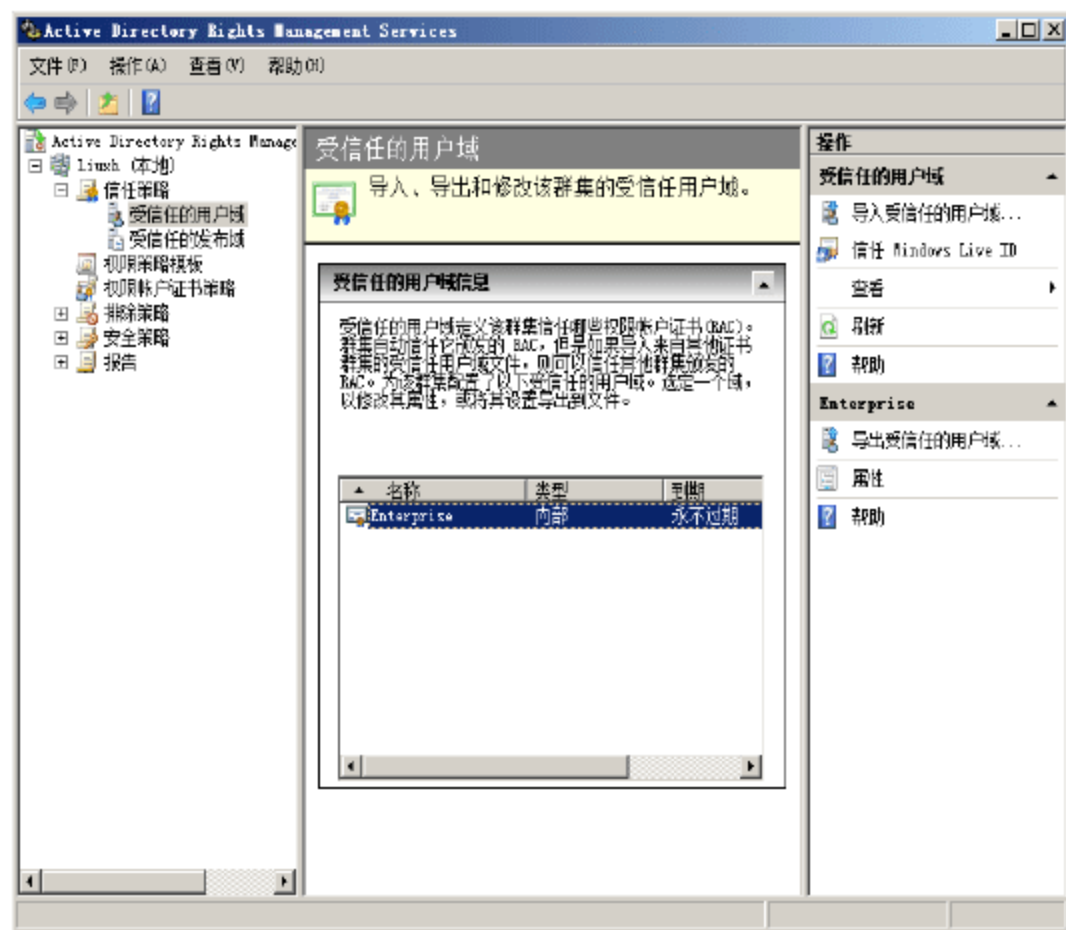 Active Directory Rights Management Services
文件(F) 操作(A) 查看(V) 帮助(H)
Active Directory Rights Manage
liuxh (本地)
信任策略
受信任的用户域
受信任的发布域
权限策略模板
权限帐户证书策略
排除策略
安全策略
报告
受信任的用户域
导入、导出和修改该群集的受信任用户域。
受信任的用户域信息
受信任的用户域定义该群集信任哪些权限帐户证书(RAC)。
群集自动信任它颁发的 RAC，但是如果导入来自其他证书
群集的受信任用户域文件，则可以信任其他群集颁发的
RAC。为该群集配置了以下受信任的用户域。选定一个域，
以修改其属性，或将其设置导出到文件。
名称 类型 到期
Enterprise 内部 永不过期
操作
受信任的用户域
导入受信任的用户域...
信任 Windows Live ID
查看
刷新
帮助
Enterprise
导出受信任的用户域...
属性
帮助